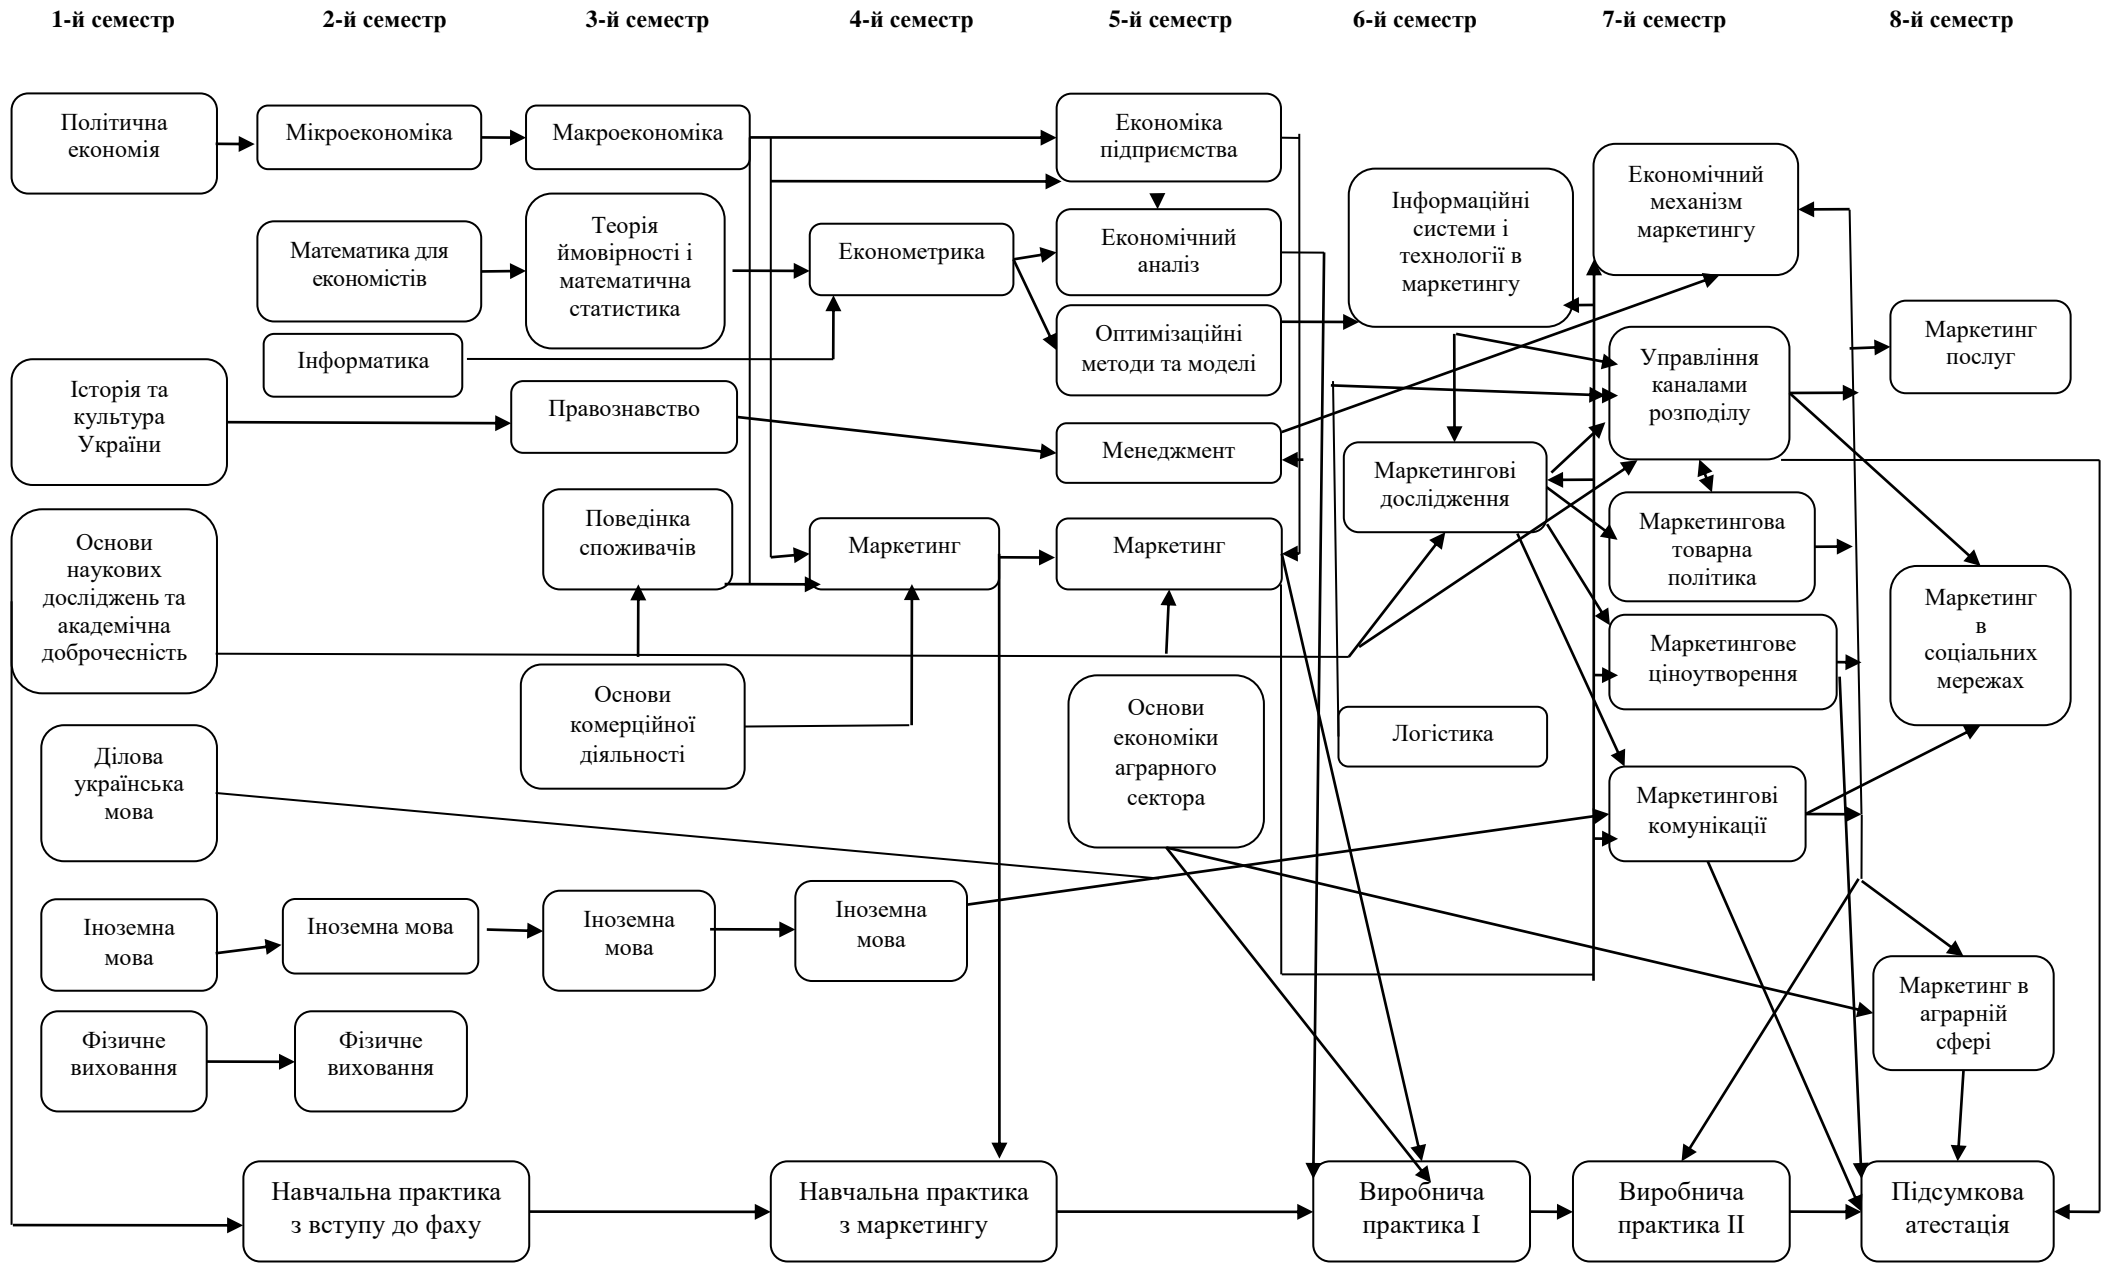 1-й семестр
2-й семестр
3-й семестр
4-й семестр
5-й семестр
6-й семестр
7-й семестр
8-й семестр
Політична
економія
Історія та
культура
України
Основи
наукових
досліджень та
академічна
доброчесність
Ділова
українська
мова
Іноземна
мова
Фізичне
виховання
Мікроекономіка
Математика для
економістів
Інформатика
Іноземна мова
Фізичне
виховання
Навчальна практика
з вступу до фаху
Макроекономіка
Теорія
ймовірності і
математична
статистика
Правознавство
Поведінка
споживачів
Основи
комерційної
діяльності
Іноземна
мова
Економетрика
Маркетинг
Іноземна
мова
Навчальна практика
з маркетингу
Економіка
підприємства
Економічний
аналіз
Оптимізаційні
методи та моделі
Менеджмент
Маркетинг
Основи
економіки
аграрного
сектора
Інформаційні
системи і
технології в
маркетингу
Маркетингові
дослідження
Логістика
Виробнича
практика І
Економічний
механізм
маркетингу
Управління
каналами
розподілу
Маркетингова
товарна
політика
Маркетингове
ціноутворення
Маркетингові
комунікації
Виробнича
практика ІІ
Маркетинг
послуг
Маркетинг
в
соціальних
мережах
Маркетинг в
аграрній
сфері
Підсумкова
атестація